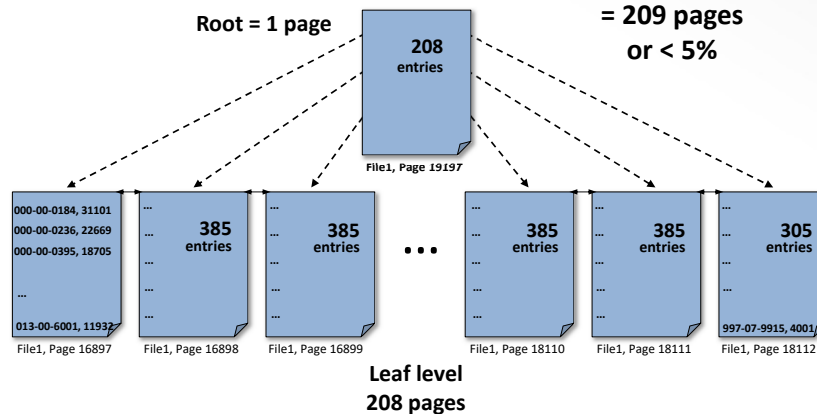 Root = 1 page
= 209 pages
or < 5%
208
entries
File1, Page 19197
000-00-0184, 31101
000-00-0236, 22669
000-00-0395, 18705
...
013-00-6001, 11932
...
...
...
...
...
385
entries
...
...
...
...
...
385
entries
...
...
...
...
...
...
385
entries
...
...
...
...
...
385
entries
...
...
...
...
305
entries
997-07-9915, 4001
File1, Page 16897
File1, Page 16898
File1, Page 16899
File1, Page 18110
File1, Page 18111
File1, Page 18112
Leaf level
208 pages